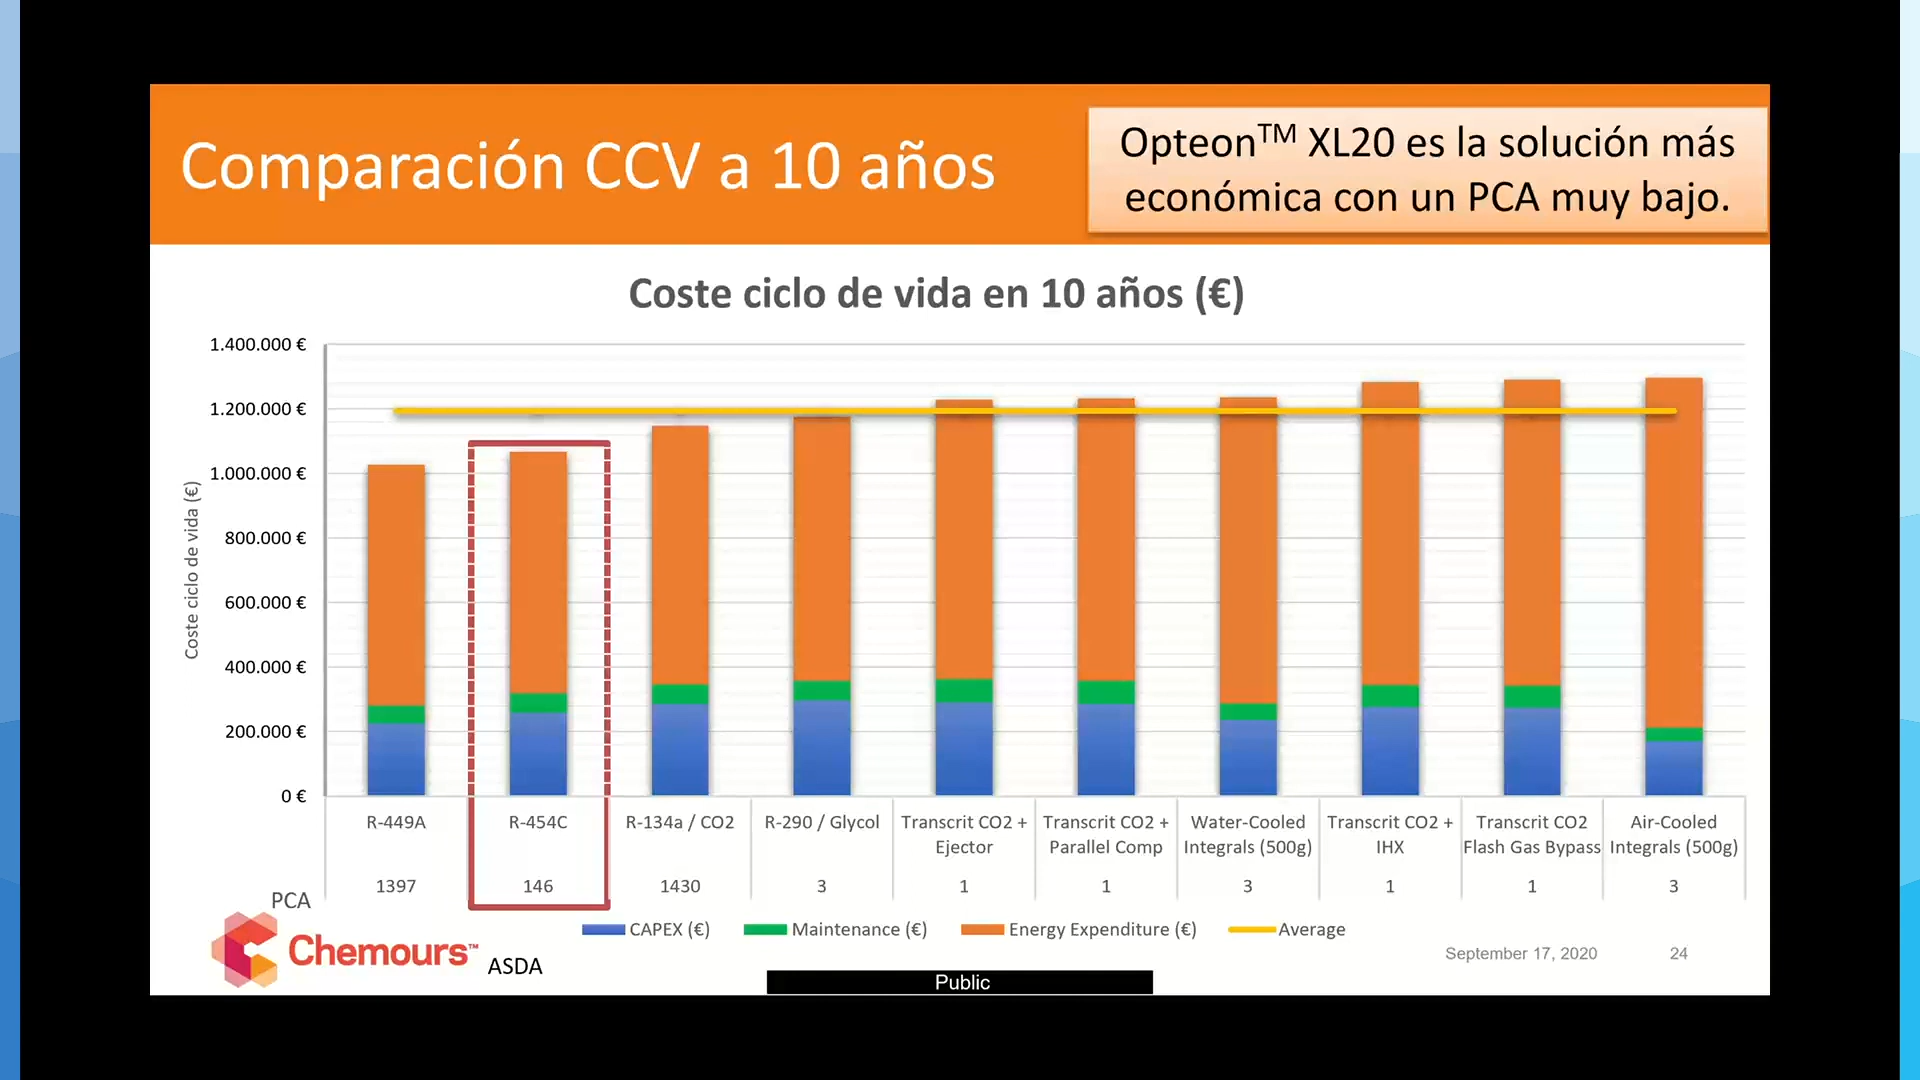 Comparación CCV a 10 años
Opteon™ XL20 es la solución más
económica con un PCA muy bajo.
Coste ciclo de vida en 10 años (€)
Coste ciclo de vida (€)
1.400.000 €
1.200.000 €
1.000.000 €
800.000 €
600.000 €
400.000 €
200.000 €
0 €
R-449A
R-454C
R-134a / CO2
R-290 / Glycol
Transcrit CO2 +
Ejector
Transcrit CO2 +
Parallel Comp
Water-Cooled
Integrals (500g)
Transcrit CO2 +
IHX
Transcrit CO2
Flash Gas Bypass
Air-Cooled
Integrals (500g)
PCA
1397
146
1430
3
1
1
3
1
1
3
CAPEX (€)
Maintenance (€)
Energy Expenditure (€)
Average
Chemours™
ASDA
September 17, 2020
24
Public